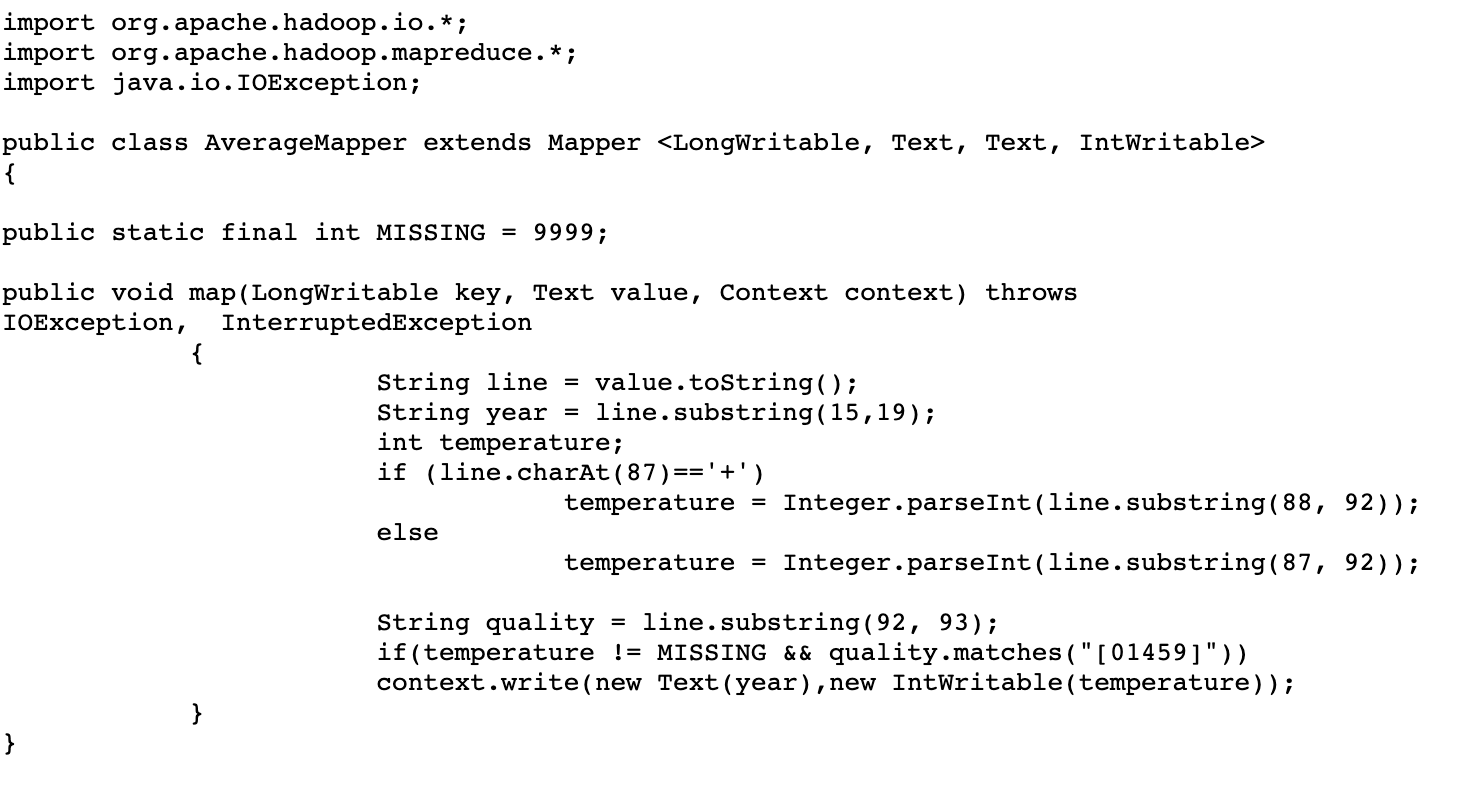 import org.apache.hadoop.io.*;
import org.apache.hadoop.mapreduce.*;
import java.io.IOException;
public class AverageMapper extends Mapper <LongWritable, Text, Text, IntWritable>
{
public static final int MISSING = 9999;
public void map(LongWritable key, Text value, Context context) throws
IOException,  InterruptedException
{
String line = value.toString();
String year = line.substring(15,19);
int temperature;
if (line.charAt(87)=='+')
temperature = Integer.parseInt(line.substring(88, 92));
else
temperature = Integer.parseInt(line.substring(87, 92));
String quality = line.substring(92, 93);
if(temperature != MISSING && quality.matches("[01459]"))
context.write(new Text(year),new IntWritable(temperature));
}
}